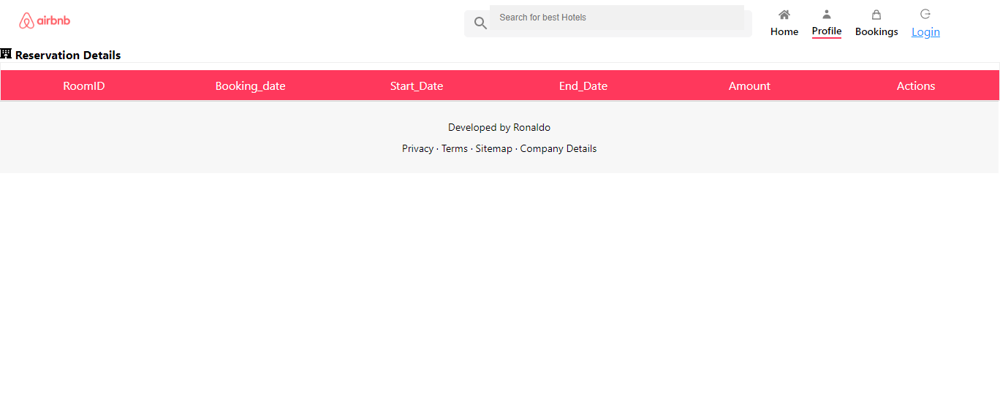 airbnb
Search for best Hotels
Home Profile Bookings Login
Reservation Details
RoomID Booking_date Start_Date End_Date Amount Actions
Developed by Ronaldo
Privacy · Terms · Sitemap · Company Details